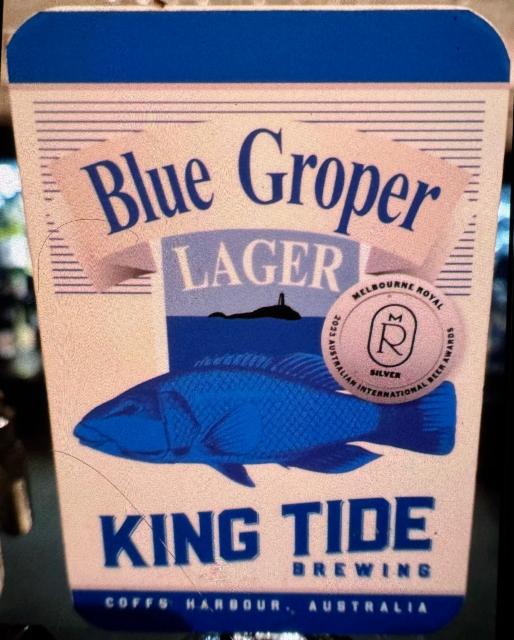 Blue Groper
LAGER
MELBOURNE ROYAL
MR
SILVER
2023 AUSTRALIAN INTERNATIONAL BEER AWARDS
KING TIDE
BREWING
COFFS HARBOUR, AUSTRALIA